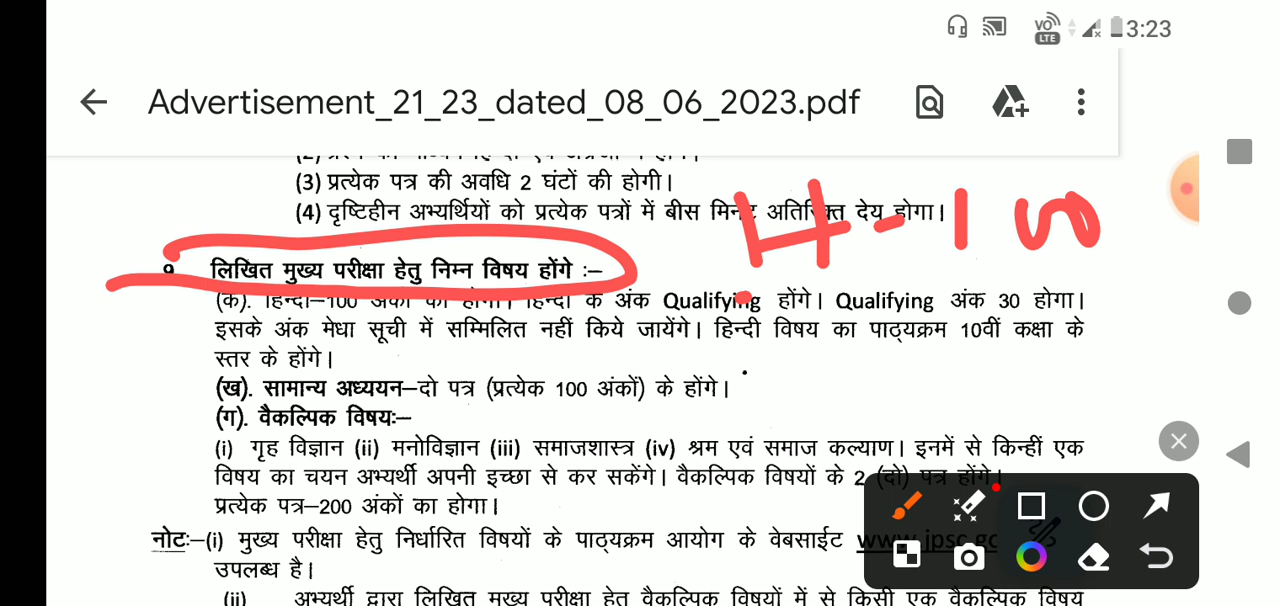 3:23
Advertisement_21_23_dated_08_06_2023.pdf
(3) प्रत्येक पत्र की अवधि 2 घंटों की होगी।
(4) दृष्टिहीन अभ्यर्थियों को प्रत्येक पत्रों में बीस मिनट अतिरिक्त देय होगा।
H-1
9. लिखित मुख्य परीक्षा हेतु निम्न विषय होंगे :–
(क). हिन्दी–100 अंकों का होगा। हिन्दी के अंक Qualifying होंगे। Qualifying अंक 30 होगा।
इसके अंक मेधा सूची में सम्मिलित नहीं किये जायेंगे। हिन्दी विषय का पाठ्यक्रम 10वीं कक्षा के
स्तर के होंगे।
(ख). सामान्य अध्ययन–दो पत्र (प्रत्येक 100 अंकों) के होंगे।
(ग). वैकल्पिक विषयः–
(i) गृह विज्ञान (ii) मनोविज्ञान (iii) समाजशास्त्र (iv) श्रम एवं समाज कल्याण। इनमें से किन्हीं एक
विषय का चयन अभ्यर्थी अपनी इच्छा से कर सकेंगे। वैकल्पिक विषयों के 2 (दो) पत्र होंगे।
प्रत्येक पत्र–200 अंकों का होगा।
नोटः–(i) मुख्य परीक्षा हेतु निर्धारित विषयों के पाठ्यक्रम आयोग के वेबसाईट www.jpsc.gc
उपलब्ध है।
(ii) अभ्यर्थी द्वारा लिखित मुख्य परीक्षा हेतु वैकल्पिक विषयों में से किसी एक वैकल्पिक विषय